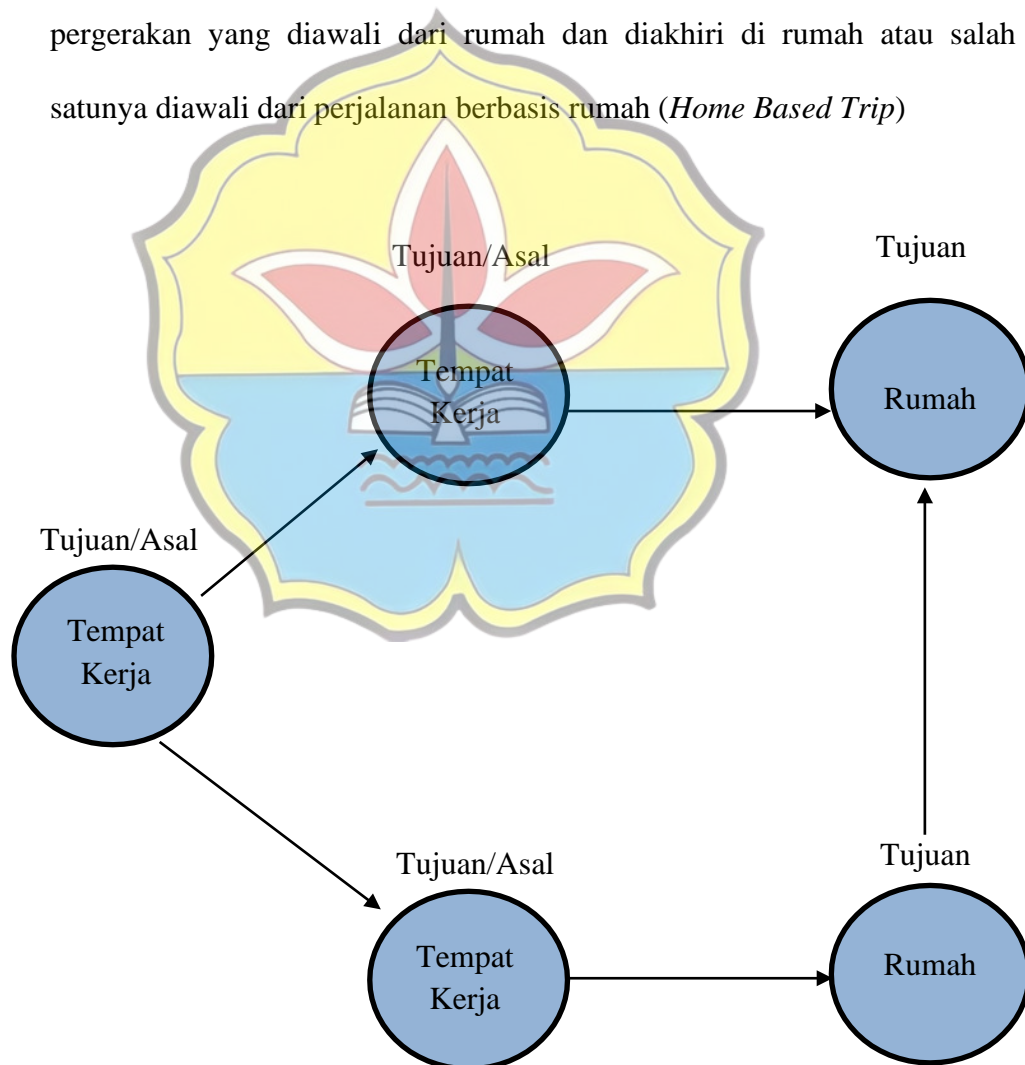 pergerakan yang diawali dari rumah dan diakhiri di rumah atau salah
satunya diawali dari perjalanan berbasis rumah (Home Based Trip)
Tujuan/Asal
Tujuan
Tempat
Kerja
Rumah
Tujuan/Asal
Tempat
Kerja
Tujuan/Asal
Tujuan
Tempat
Kerja
Rumah